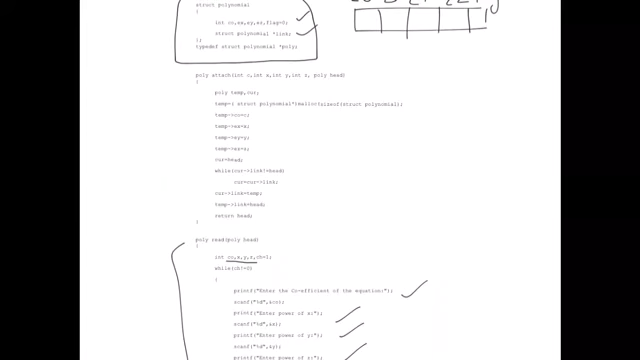 struct polynomial
{
int co,ex,ey,ez,flag=0;
struct polynomial *link;
};
typedef struct polynomial *poly;
poly attach(int c,int x,int y,int z, poly head)
{
poly temp,cur;
temp=( struct polynomial*)malloc(sizeof(struct polynomial);
temp->co=c;
temp->ex=x;
temp->ey=y;
temp->ez=z;
cur=head;
while(cur->link!=head)
cur=cur->link;
cur->link=temp;
temp->link=head;
return head;
}
poly read(poly head)
{
int co,x,y,z,ch=1;
while(ch!=0)
{
printf("Enter the Co-efficient of the equation:");
scanf("%d",&co);
printf("Enter power of x:");
scanf("%d",&x);
printf("Enter power of y:");
scanf("%d",&y);
printf("Enter power of z:");